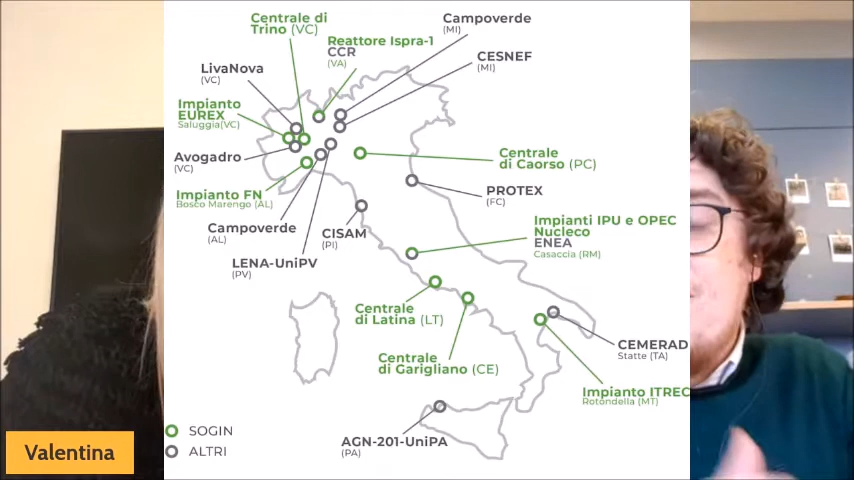 Centrale di
Trino (VC)
Campoverde
(MI)
Reattore Ispra-1
CCR
(VA)
CESNEF
(MI)
LivaNova
(VC)
Impianto
EUREX
Saluggia(VC)
Avogadro
(VC)
Centrale
di Caorso (PC)
Impianto FN
Bosco Marengo (AL)
PROTEX
(FC)
Campoverde
(AL)
CISAM
(PI)
Impianti IPU e OPEC
Nucleco
ENEA
Casaccia (RM)
LENA-UniPV
(PV)
Centrale
di Latina (LT)
Centrale
di Garigliano (CE)
CEMERAD
Statte (TA)
Impianto ITREC
Rotondella (MT)
AGN-201-UniPA
(PA)
SOGIN
ALTRI
Valentina